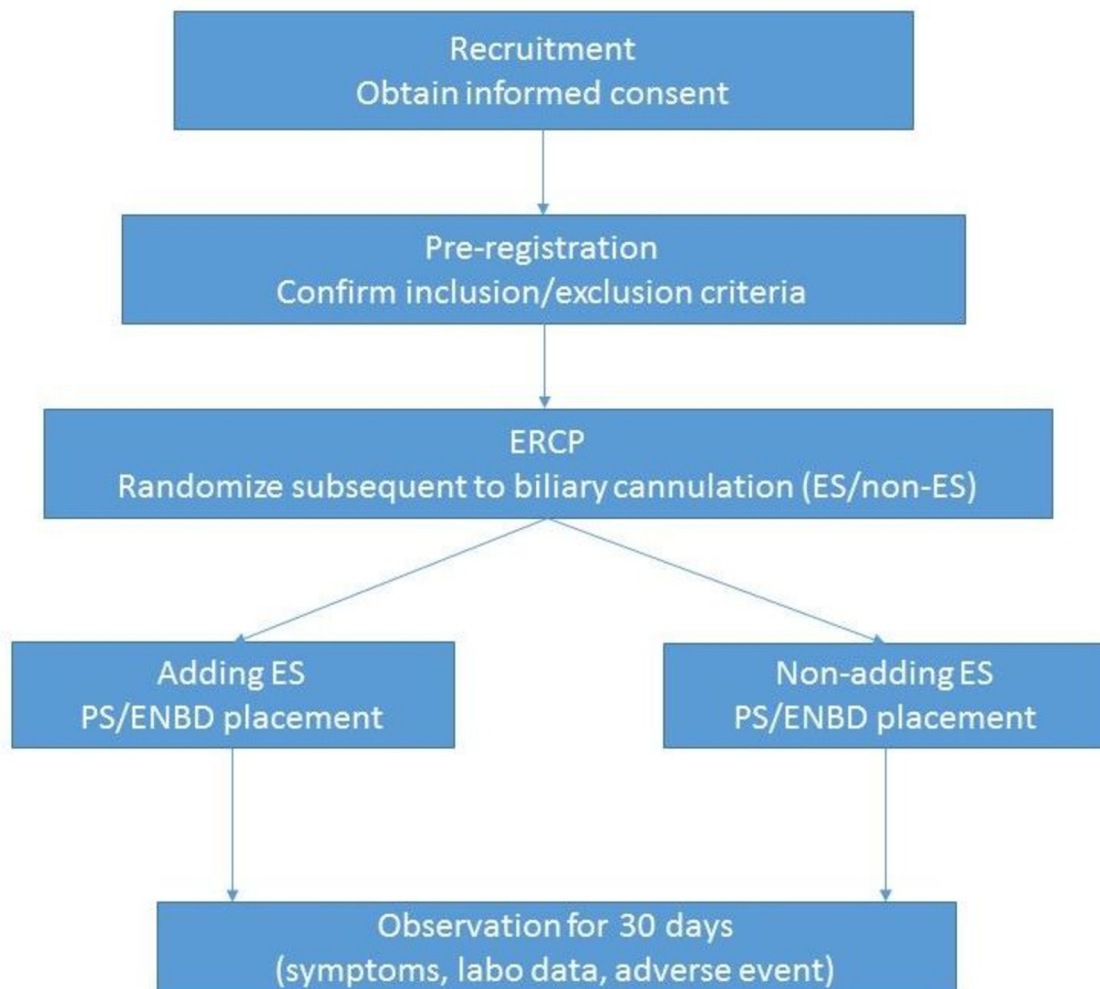 Recruitment
Obtain informed consent
Pre-registration
Confirm inclusion/exclusion criteria
ERCP
Randomize subsequent to biliary cannulation (ES/non-ES)
Adding ES
PS/ENBD placement
Non-adding ES
PS/ENBD placement
Observation for 30 days
(symptoms, labo data, adverse event)